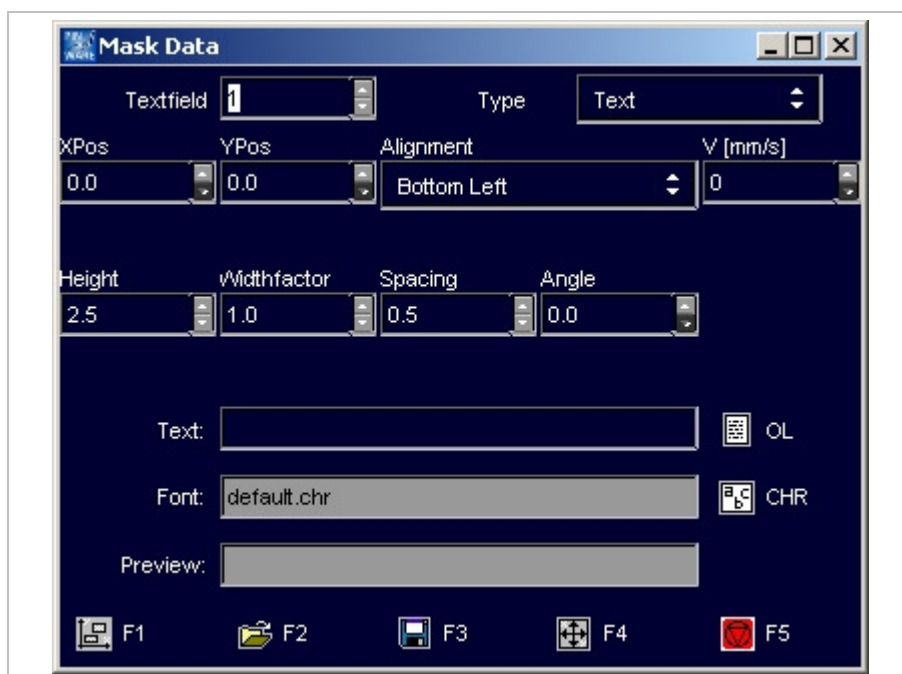 Mask Data
Textfield 1 Type Text
XPos YPos Alignment V [mm/s]
0.0 0.0 Bottom Left 0
Height Widthfactor Spacing Angle
2.5 1.0 0.5 0.0
Text: OL
Font: default.chr abc CHR
Preview:
F1 F2 F3 F4 F5